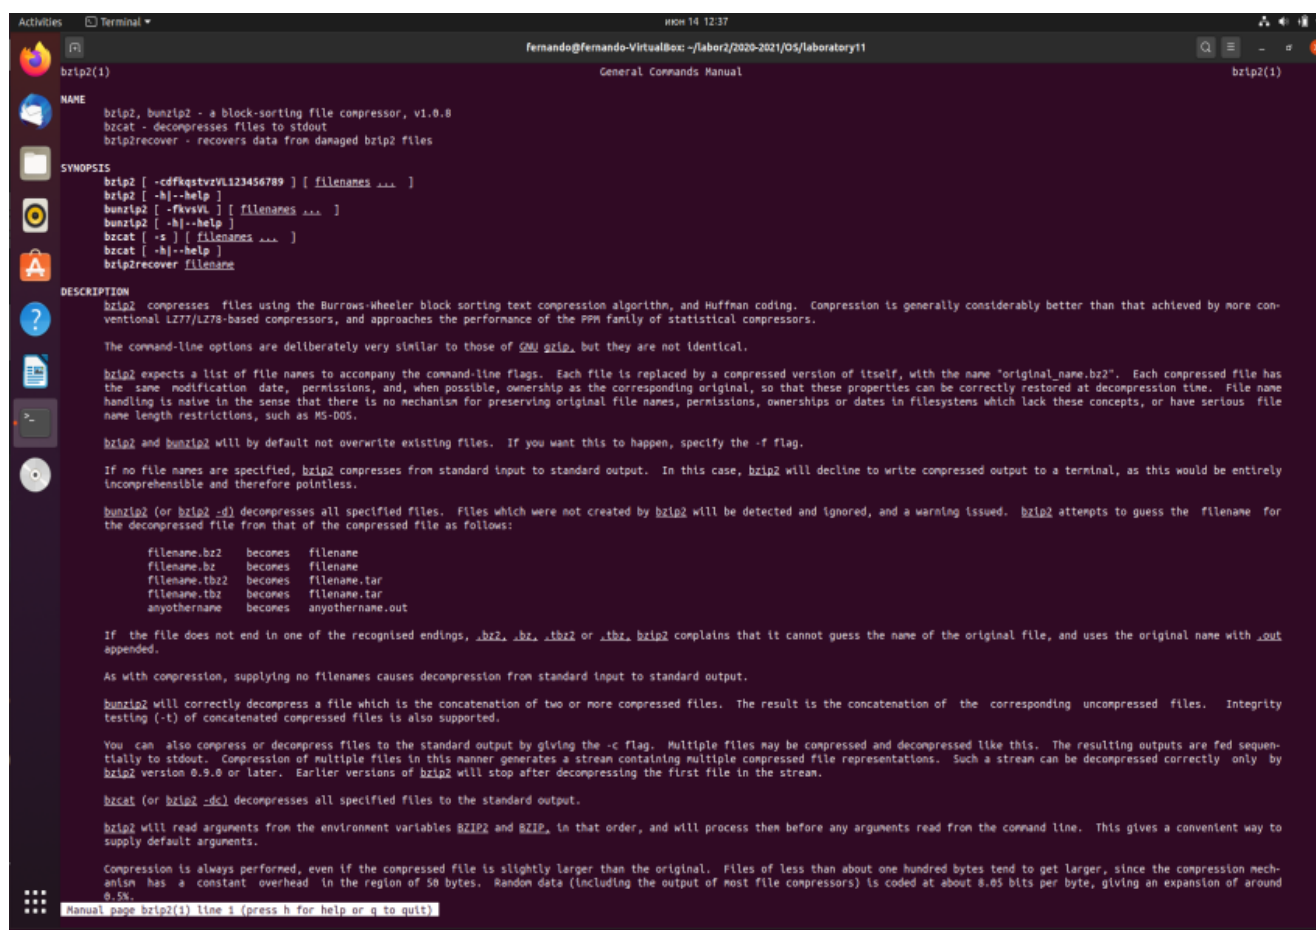 Activities Terminal июн 14 12:37
fernando@fernando-VirtualBox: ~/labor2/2020-2021/OS/laboratory11
bzip2(1) General Commands Manual bzip2(1)
NAME
bzip2, bunzip2 - a block-sorting file compressor, v1.0.8
bzcat - decompresses files to stdout
bzip2recover - recovers data from damaged bzip2 files
SYNOPSIS
bzip2 [ -cdfkqstvzVL123456789 ] [ filenames ... ]
bzip2 [ -h|--help ]
bunzip2 [ -fkvsVL ] [ filenames ... ]
bunzip2 [ -h|--help ]
bzcat [ -s ] [ filenames ... ]
bzcat [ -h|--help ]
bzip2recover filename
DESCRIPTION
bzip2 compresses files using the Burrows-Wheeler block sorting text compression algorithm, and Huffman coding. Compression is generally considerably better than that achieved by more con-
ventional LZ77/LZ78-based compressors, and approaches the performance of the PPM family of statistical compressors.
The command-line options are deliberately very similar to those of GNU gzip, but they are not identical.
bzip2 expects a list of file names to accompany the command-line flags. Each file is replaced by a compressed version of itself, with the name "original_name.bz2". Each compressed file has
the same modification date, permissions, and, when possible, ownership as the corresponding original, so that these properties can be correctly restored at decompression time. File name
handling is naive in the sense that there is no mechanism for preserving original file names, permissions, ownerships or dates in filesystems which lack these concepts, or have serious file
name length restrictions, such as MS-DOS.
bzip2 and bunzip2 will by default not overwrite existing files. If you want this to happen, specify the -f flag.
If no file names are specified, bzip2 compresses from standard input to standard output. In this case, bzip2 will decline to write compressed output to a terminal, as this would be entirely
incomprehensible and therefore pointless.
bunzip2 (or bzip2 -d) decompresses all specified files. Files which were not created by bzip2 will be detected and ignored, and a warning issued. bzip2 attempts to guess the filename for
the decompressed file from that of the compressed file as follows:
filename.bz2 becomes filename
filename.bz becomes filename
filename.tbz2 becomes filename.tar
filename.tbz becomes filename.tar
anyothername becomes anyothername.out
If the file does not end in one of the recognised endings, .bz2, .bz, .tbz2 or .tbz, bzip2 complains that it cannot guess the name of the original file, and uses the original name with .out
appended.
As with compression, supplying no filenames causes decompression from standard input to standard output.
bunzip2 will correctly decompress a file which is the concatenation of two or more compressed files. The result is the concatenation of the corresponding uncompressed files. Integrity
testing (-t) of concatenated compressed files is also supported.
You can also compress or decompress files to the standard output by giving the -c flag. Multiple files may be compressed and decompressed like this. The resulting outputs are fed sequen-
tially to stdout. Compression of multiple files in this manner generates a stream containing multiple compressed file representations. Such a stream can be decompressed correctly only by
bzip2 version 0.9.0 or later. Earlier versions of bzip2 will stop after decompressing the first file in the stream.
bzcat (or bzip2 -dc) decompresses all specified files to the standard output.
bzip2 will read arguments from the environment variables BZIP2 and BZIP, in that order, and will process them before any arguments read from the command line. This gives a convenient way to
supply default arguments.
Compression is always performed, even if the compressed file is slightly larger than the original. Files of less than about one hundred bytes tend to get larger, since the compression mech-
anism has a constant overhead in the region of 50 bytes. Random data (including the output of most file compressors) is coded at about 8.05 bits per byte, giving an expansion of around
0.5%.
Manual page bzip2(1) line 1 (press h for help or q to quit)